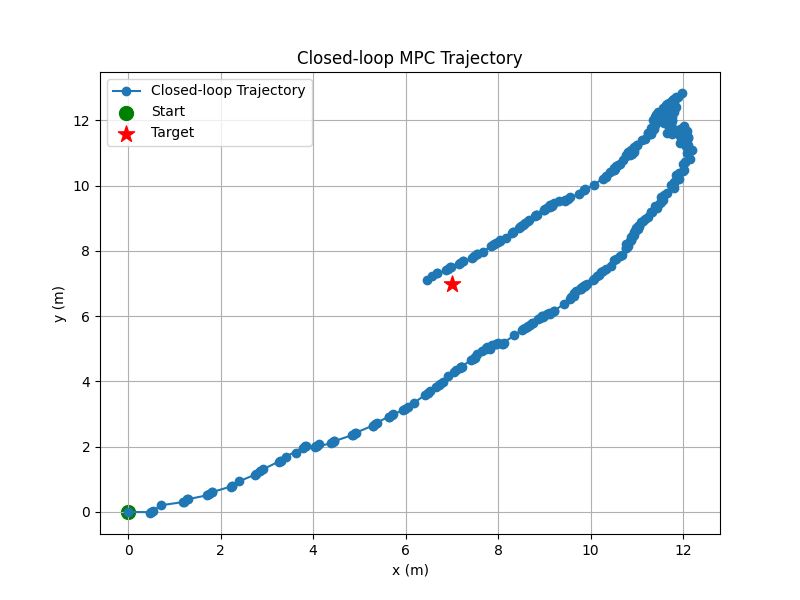 Closed-loop MPC Trajectory
Closed-loop Trajectory
Start
Target
y (m)
12
10
8
6
4
2
0
0 2 4 6 8 10 12
x (m)